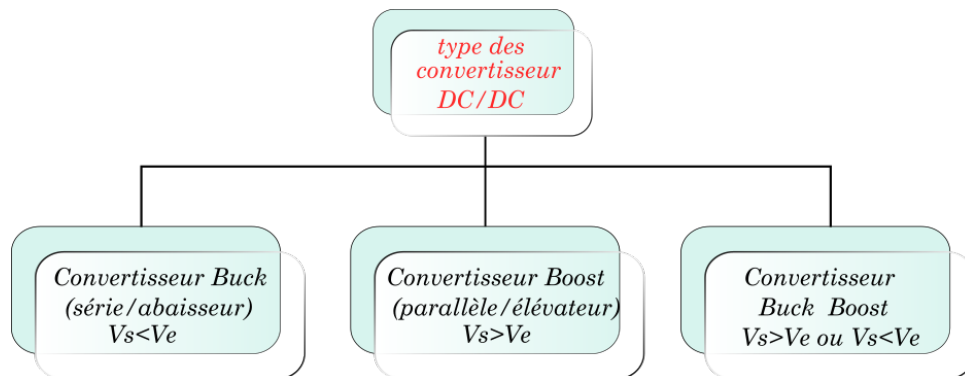 type des
convertisseur
DC/DC
Convertisseur Buck
(série/abaisseur)
Vs<Ve
Convertisseur Boost
(parallèle/élévateur)
Vs>Ve
Convertisseur
Buck Boost
Vs>Ve ou Vs<Ve